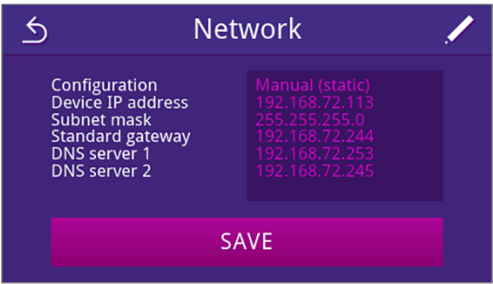 Network
Configuration Manual (static)
Device IP address 192.168.72.113
Subnet mask 255.255.255.0
Standard gateway 192.168.72.244
DNS server 1 192.168.72.253
DNS server 2 192.168.72.245
SAVE